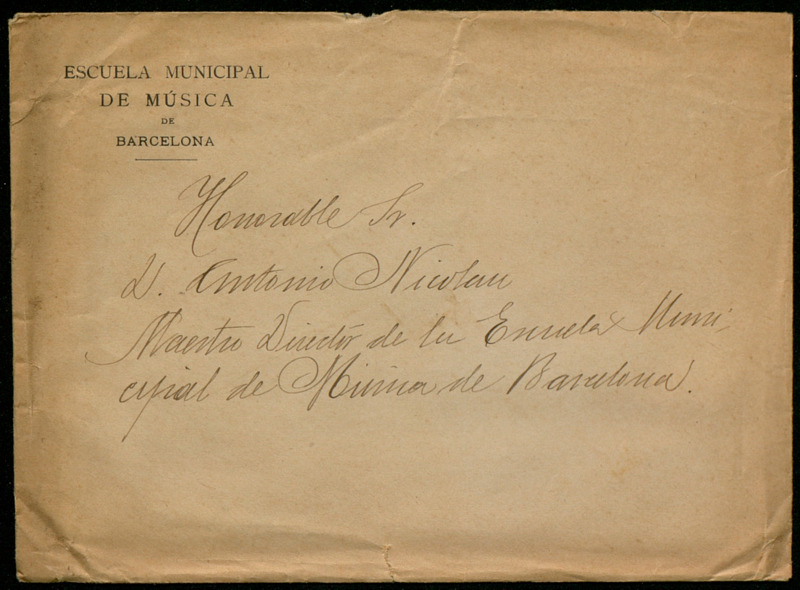 ESCUELA MUNICIPAL
DE MÚSICA
DE
BARCELONA
Honorable Sr.
D. Antonio Nicolau
Maestro Directór de la Escuela Muni-
cipal de Música de Barcelona.